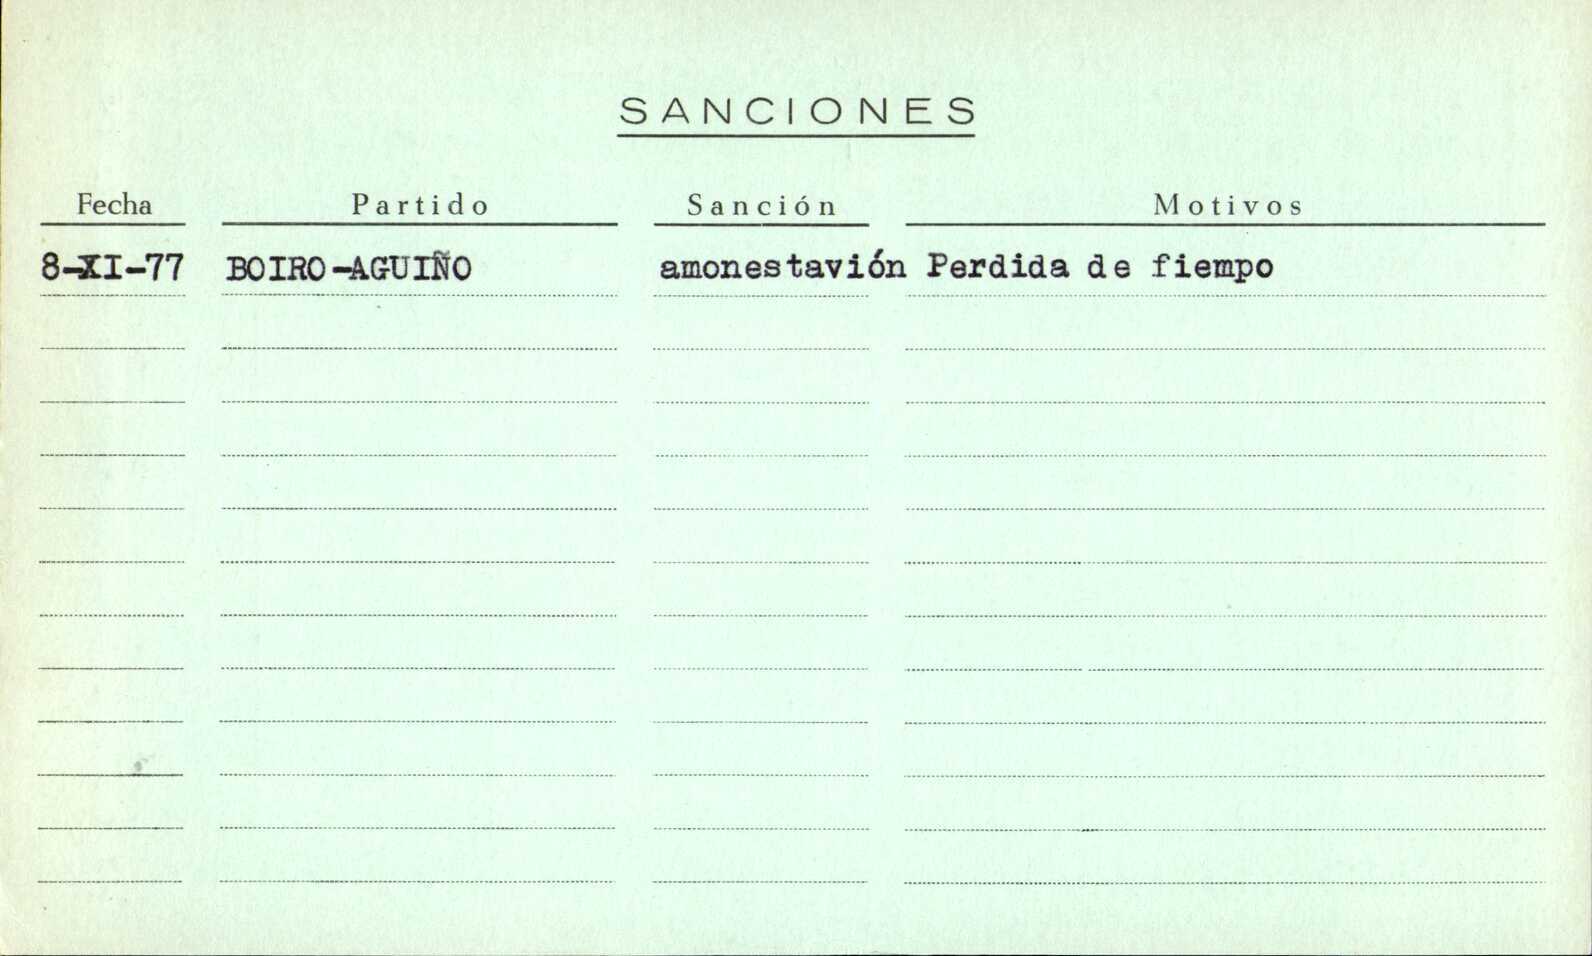 SANCIONES
Fecha Partido Sanción Motivos
8-XI-77 BOIRO-AGUIÑO amonestavión Perdida de fiempo